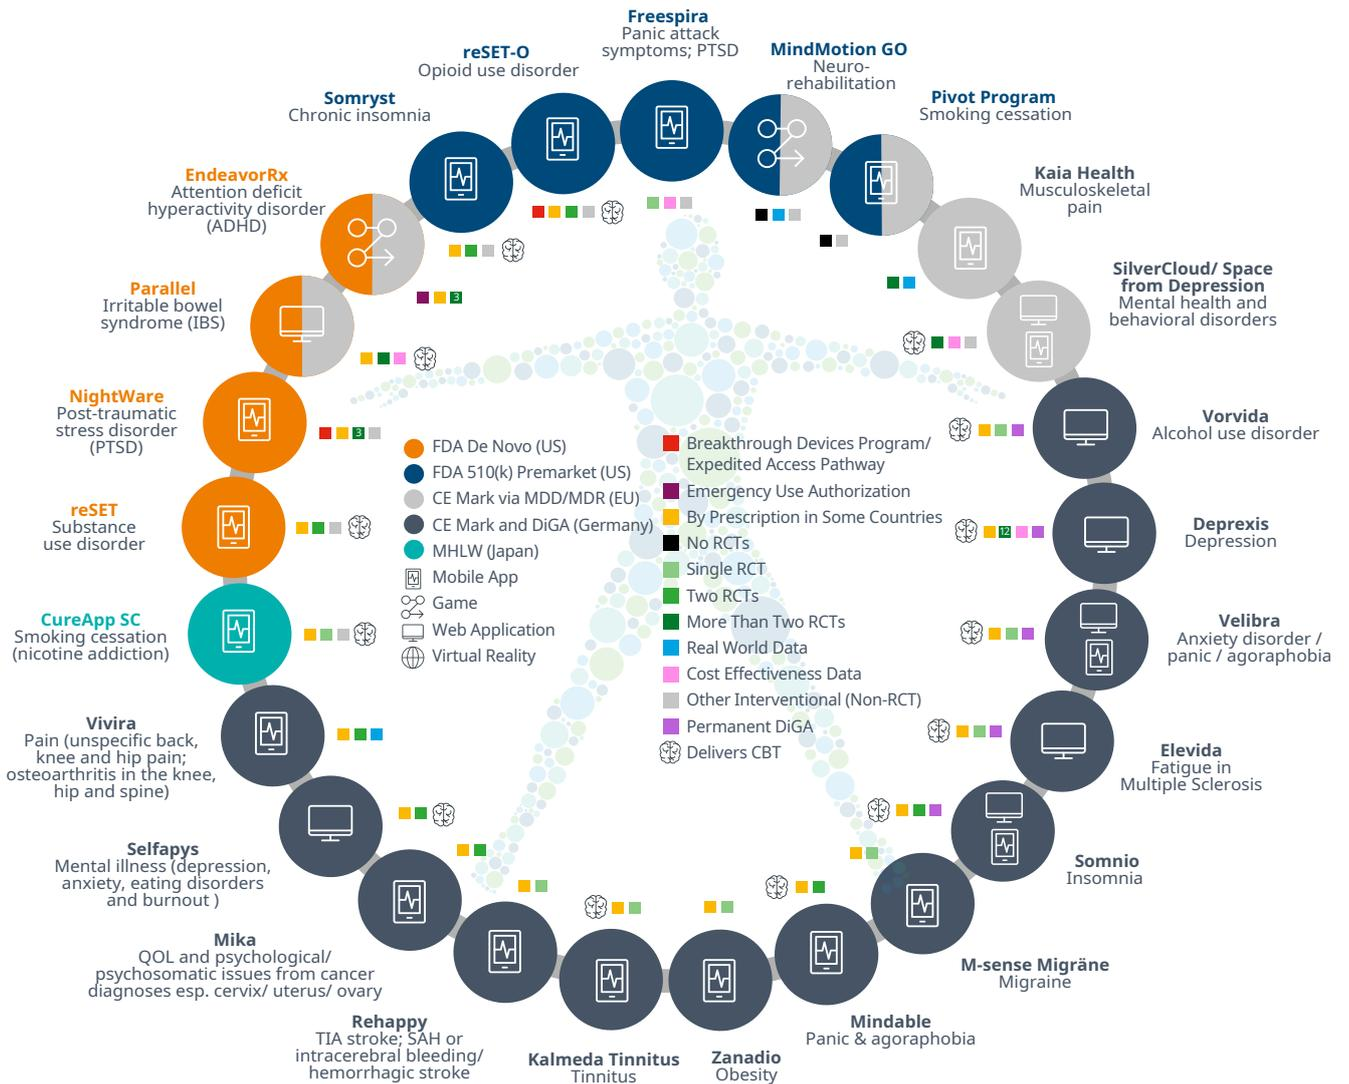 Freespira
Panic attack
symptoms; PTSD
reSET-O
Opioid use disorder
MindMotion GO
Neuro-
rehabilitation
Somryst
Chronic insomnia
Pivot Program
Smoking cessation
EndeavorRx
Attention deficit
hyperactivity disorder
(ADHD)
Kaia Health
Musculoskeletal
pain
Parallel
Irritable bowel
syndrome (IBS)
3
SilverCloud/ Space
from Depression
Mental health and
behavioral disorders
NightWare
Post-traumatic
stress disorder
(PTSD)
3
Vorvida
Alcohol use disorder
reSET
Substance
use disorder
12
Deprexis
Depression
CureApp SC
Smoking cessation
(nicotine addiction)
Velibra
Anxiety disorder /
panic / agoraphobia
FDA De Novo (US)
FDA 510(k) Premarket (US)
CE Mark via MDD/MDR (EU)
CE Mark and DiGA (Germany)
MHLW (Japan)
Mobile App
Game
Web Application
Virtual Reality
Breakthrough Devices Program/
Expedited Access Pathway
Emergency Use Authorization
By Prescription in Some Countries
No RCTs
Single RCT
Two RCTs
More Than Two RCTs
Real World Data
Cost Effectiveness Data
Other Interventional (Non-RCT)
Permanent DiGA
Delivers CBT
Vivira
Pain (unspecific back,
knee and hip pain;
osteoarthritis in the knee,
hip and spine)
Elevida
Fatigue in
Multiple Sclerosis
Selfapys
Mental illness (depression,
anxiety, eating disorders
and burnout )
Somnio
Insomnia
Mika
QOL and psychological/
psychosomatic issues from cancer
diagnoses esp. cervix/ uterus/ ovary
M-sense Migräne
Migraine
Rehappy
TIA stroke; SAH or
intracerebral bleeding/
hemorrhagic stroke
Mindable
Panic & agoraphobia
Kalmeda Tinnitus
Tinnitus
Zanadio
Obesity